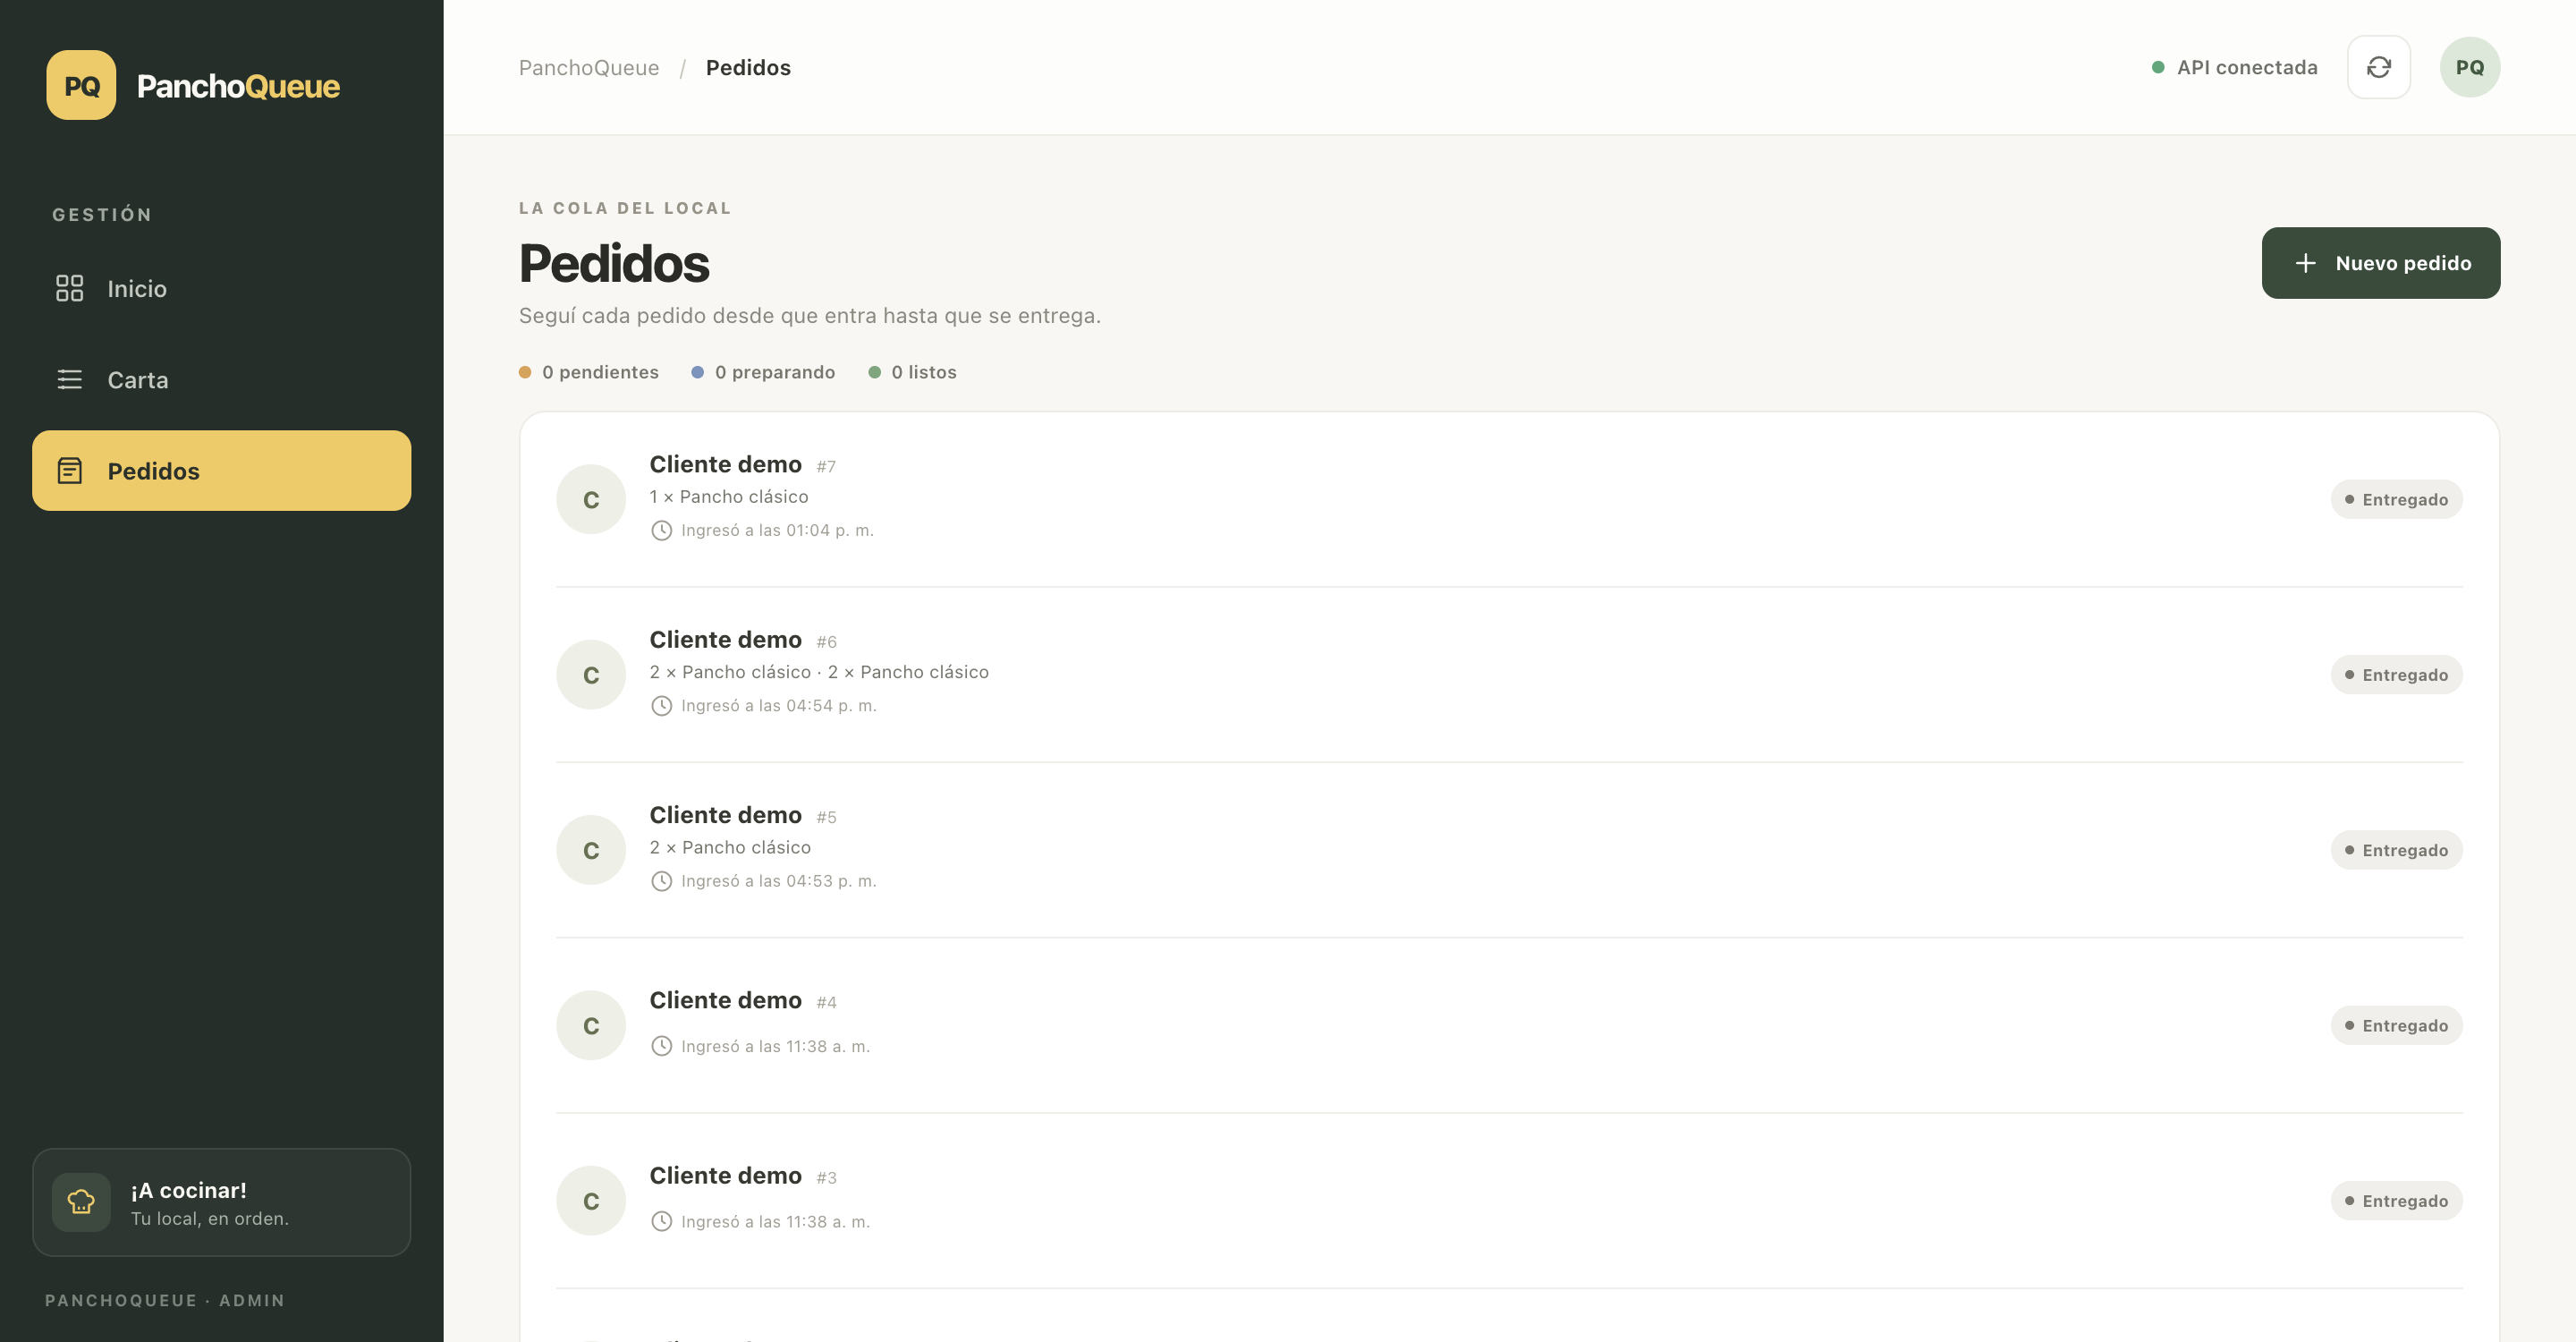 PQ PanchoQueue
GESTIÓN
Inicio
Carta
Pedidos
¡A cocinar!
Tu local, en orden.
PANCHOQUEUE · ADMIN
PanchoQueue / Pedidos
API conectada
PQ
LA COLA DEL LOCAL
Pedidos
Seguí cada pedido desde que entra hasta que se entrega.
Nuevo pedido
0 pendientes 0 preparando 0 listos
C
Cliente demo #7
1 × Pancho clásico
Ingresó a las 01:04 p. m.
Entregado
C
Cliente demo #6
2 × Pancho clásico · 2 × Pancho clásico
Ingresó a las 04:54 p. m.
Entregado
C
Cliente demo #5
2 × Pancho clásico
Ingresó a las 04:53 p. m.
Entregado
C
Cliente demo #4
Ingresó a las 11:38 a. m.
Entregado
C
Cliente demo #3
Ingresó a las 11:38 a. m.
Entregado